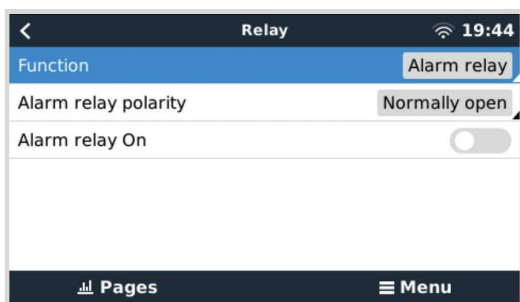 Relay 19:44
Function Alarm relay
Alarm relay polarity Normally open
Alarm relay On
Pages Menu